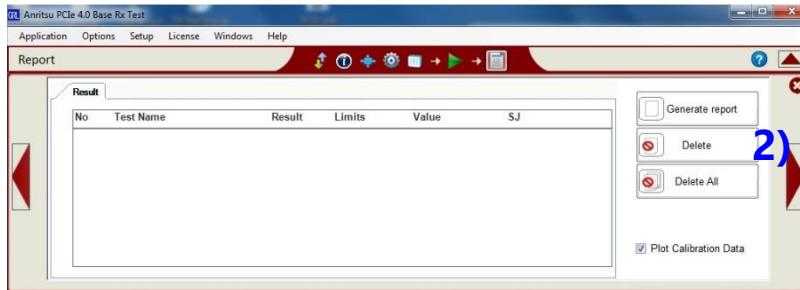 GRL Anritsu PCIe 4.0 Base Rx Test
Application Options Setup License Windows Help
Report
Result
No Test Name Result Limits Value SJ
Generate report
Delete
2)
Delete All
Plot Calibration Data